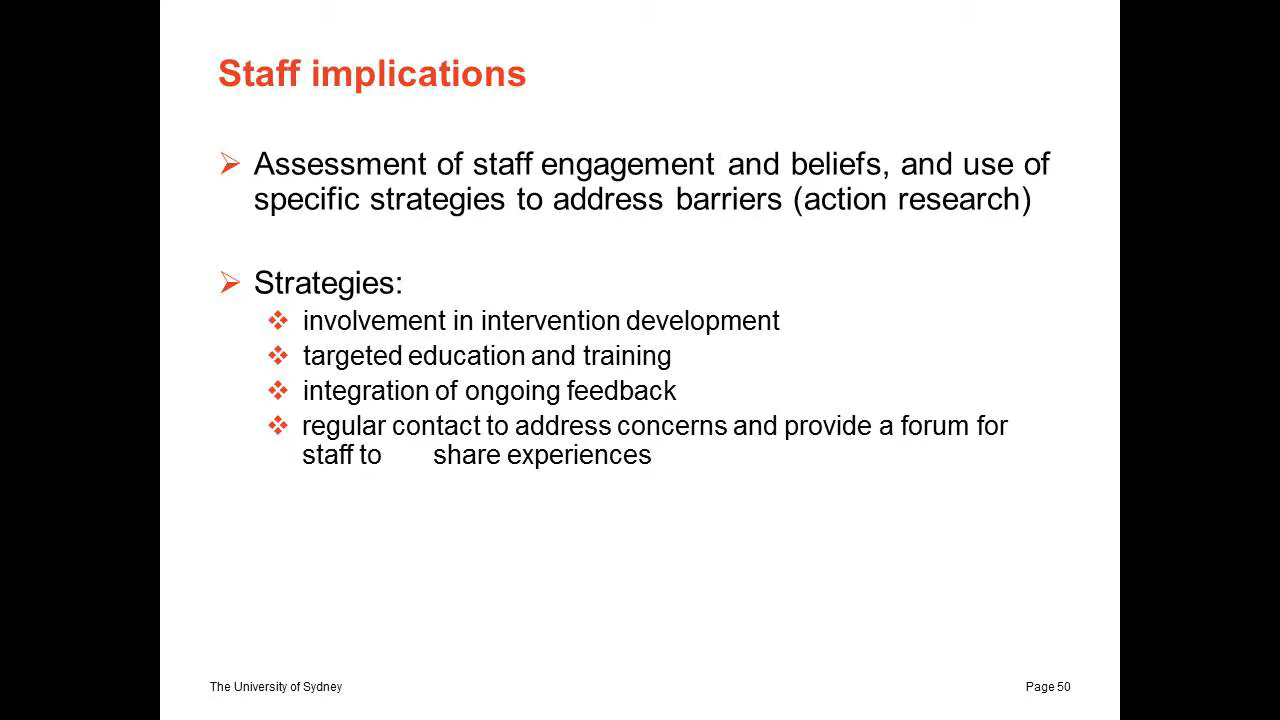 Staff implications
Assessment of staff engagement and beliefs, and use of
specific strategies to address barriers (action research)
Strategies:
involvement in intervention development
targeted education and training
integration of ongoing feedback
regular contact to address concerns and provide a forum for
staff to share experiences
The University of Sydney
Page 50